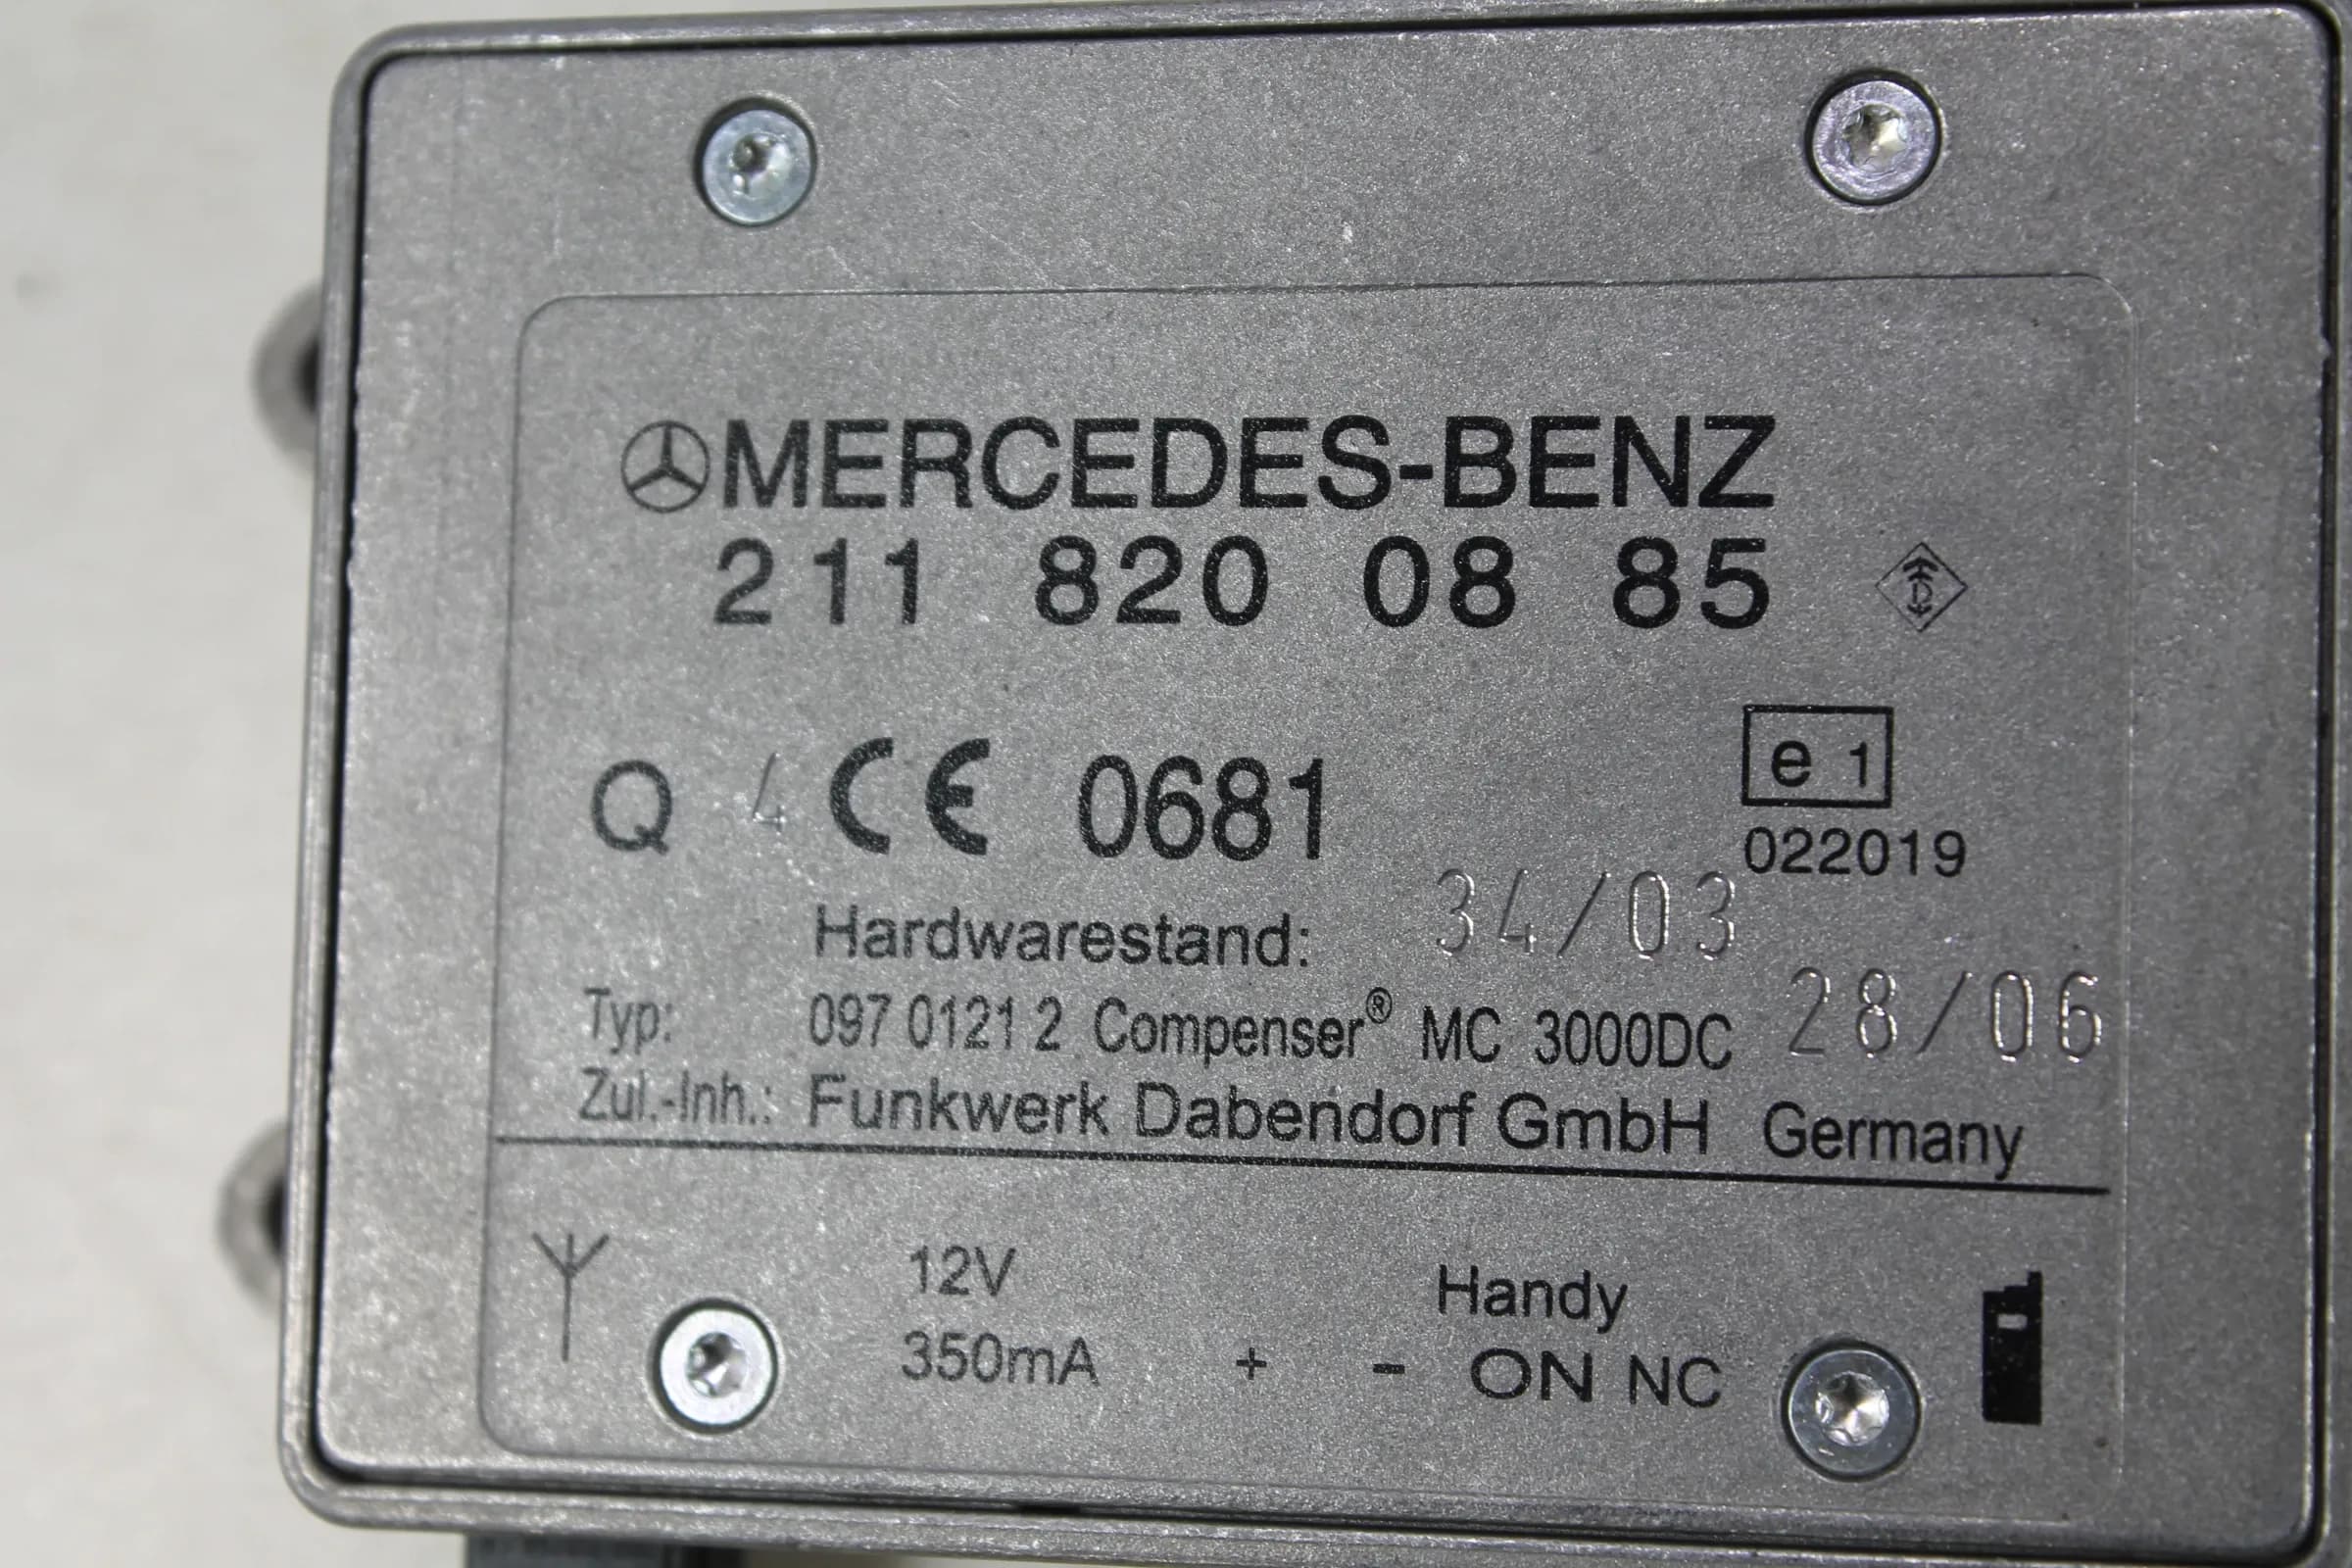 MERCEDES-BENZ
211 820 08 85
Q 4 CE 0681 e 1
022019
Hardwarestand: 34/03
Typ: 097 0121 2 Compenser® MC 3000DC 28/06
Zul.-Inh.: Funkwerk Dabendorf GmbH Germany
12V Handy
350mA + - ON NC